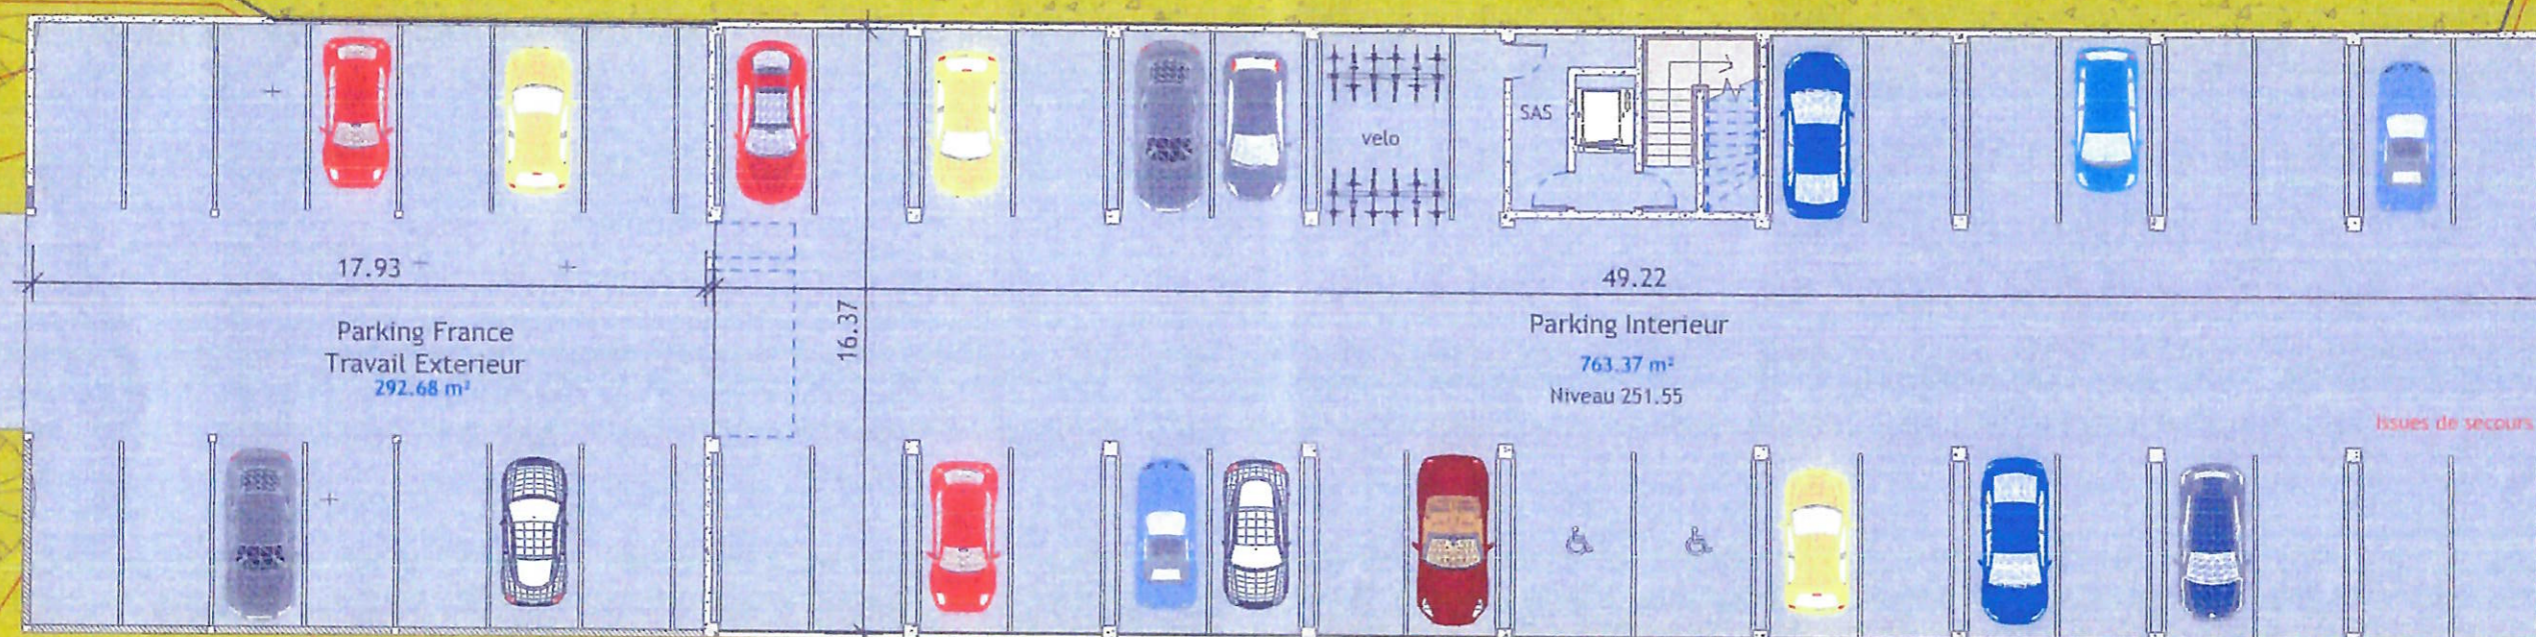 SAS
velo
17.93
49.22
16.37
Parking France
Travail Exterieur
292.68 m²
Parking Interieur
763.37 m²
Niveau 251.55
Issues de secours